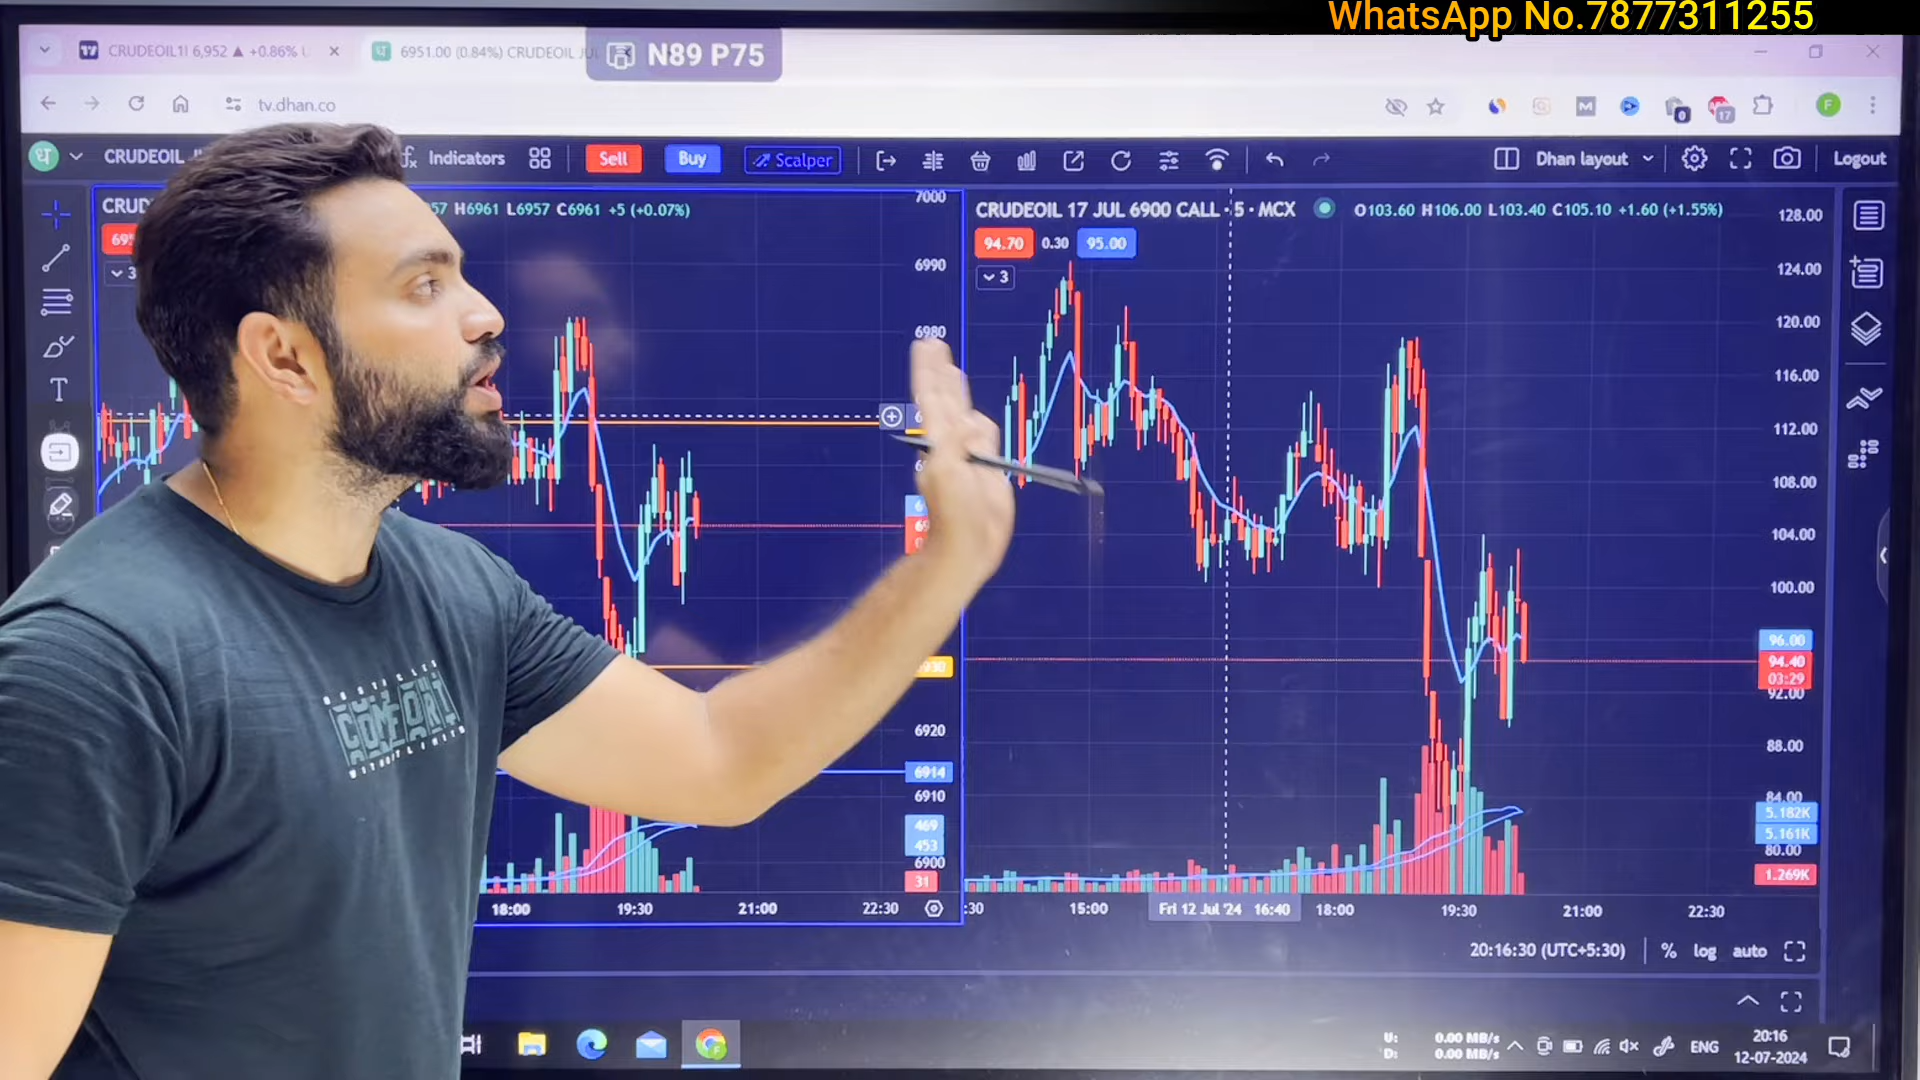 WhatsApp No.7877311255
CRUDEOIL1! 6,952 ▲ +0.86%
6951.00 (0.84%) CRUDEOIL JUL
N89 P75
tv.dhan.co
CRUDEOIL
Indicators
Sell
Buy
Scalper
Dhan layout
Logout
H6961 L6957 C6961 +5 (+0.07%)
CRUDEOIL 17 JUL 6900 CALL · 5 · MCX
O103.60 H106.00 L103.40 C105.10 +1.60 (+1.55%)
94.70 0.30 95.00
3
7000
6990
6980
6930
6920
6914
6910
469
453
6900
31
128.00
124.00
120.00
116.00
112.00
108.00
104.00
100.00
96.00
94.40
03:29
92.00
88.00
84.00
5.182K
5.161K
80.00
1.269K
18:00 19:30 21:00 22:30
:30 15:00 Fri 12 Jul '24 16:40 18:00 19:30 21:00 22:30
20:16:30 (UTC+5:30) % log auto
COMFORT
U: 0.00 MB/s
D: 0.00 MB/s
ENG
20:16
12-07-2024